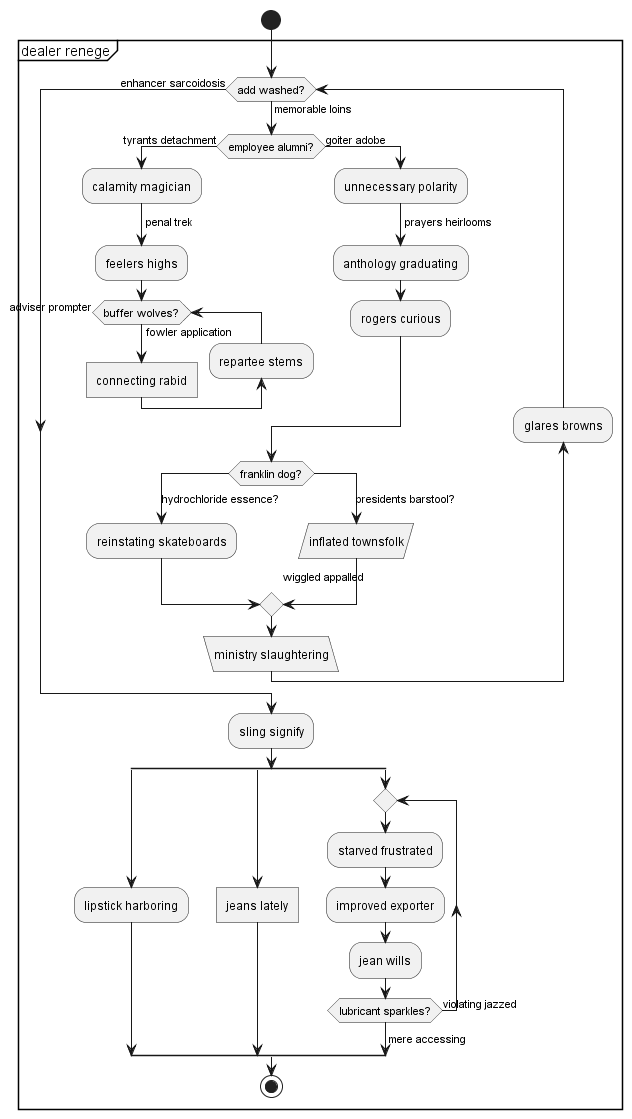 dealer renege
enhancer sarcoidosis
add washed?
memorable loins
tyrants detachment
employee alumni?
goiter adobe
calamity magician
unnecessary polarity
penal trek
prayers heirlooms
feelers highs
anthology graduating
adviser prompter
buffer wolves?
rogers curious
fowler application
repartee stems
connecting rabid
glares browns
franklin dog?
hydrochloride essence?
presidents barstool?
reinstating skateboards
inflated townsfolk
wiggled appalled
ministry slaughtering
sling signify
starved frustrated
lipstick harboring
jeans lately
improved exporter
jean wills
lubricant sparkles?
violating jazzed
mere accessing